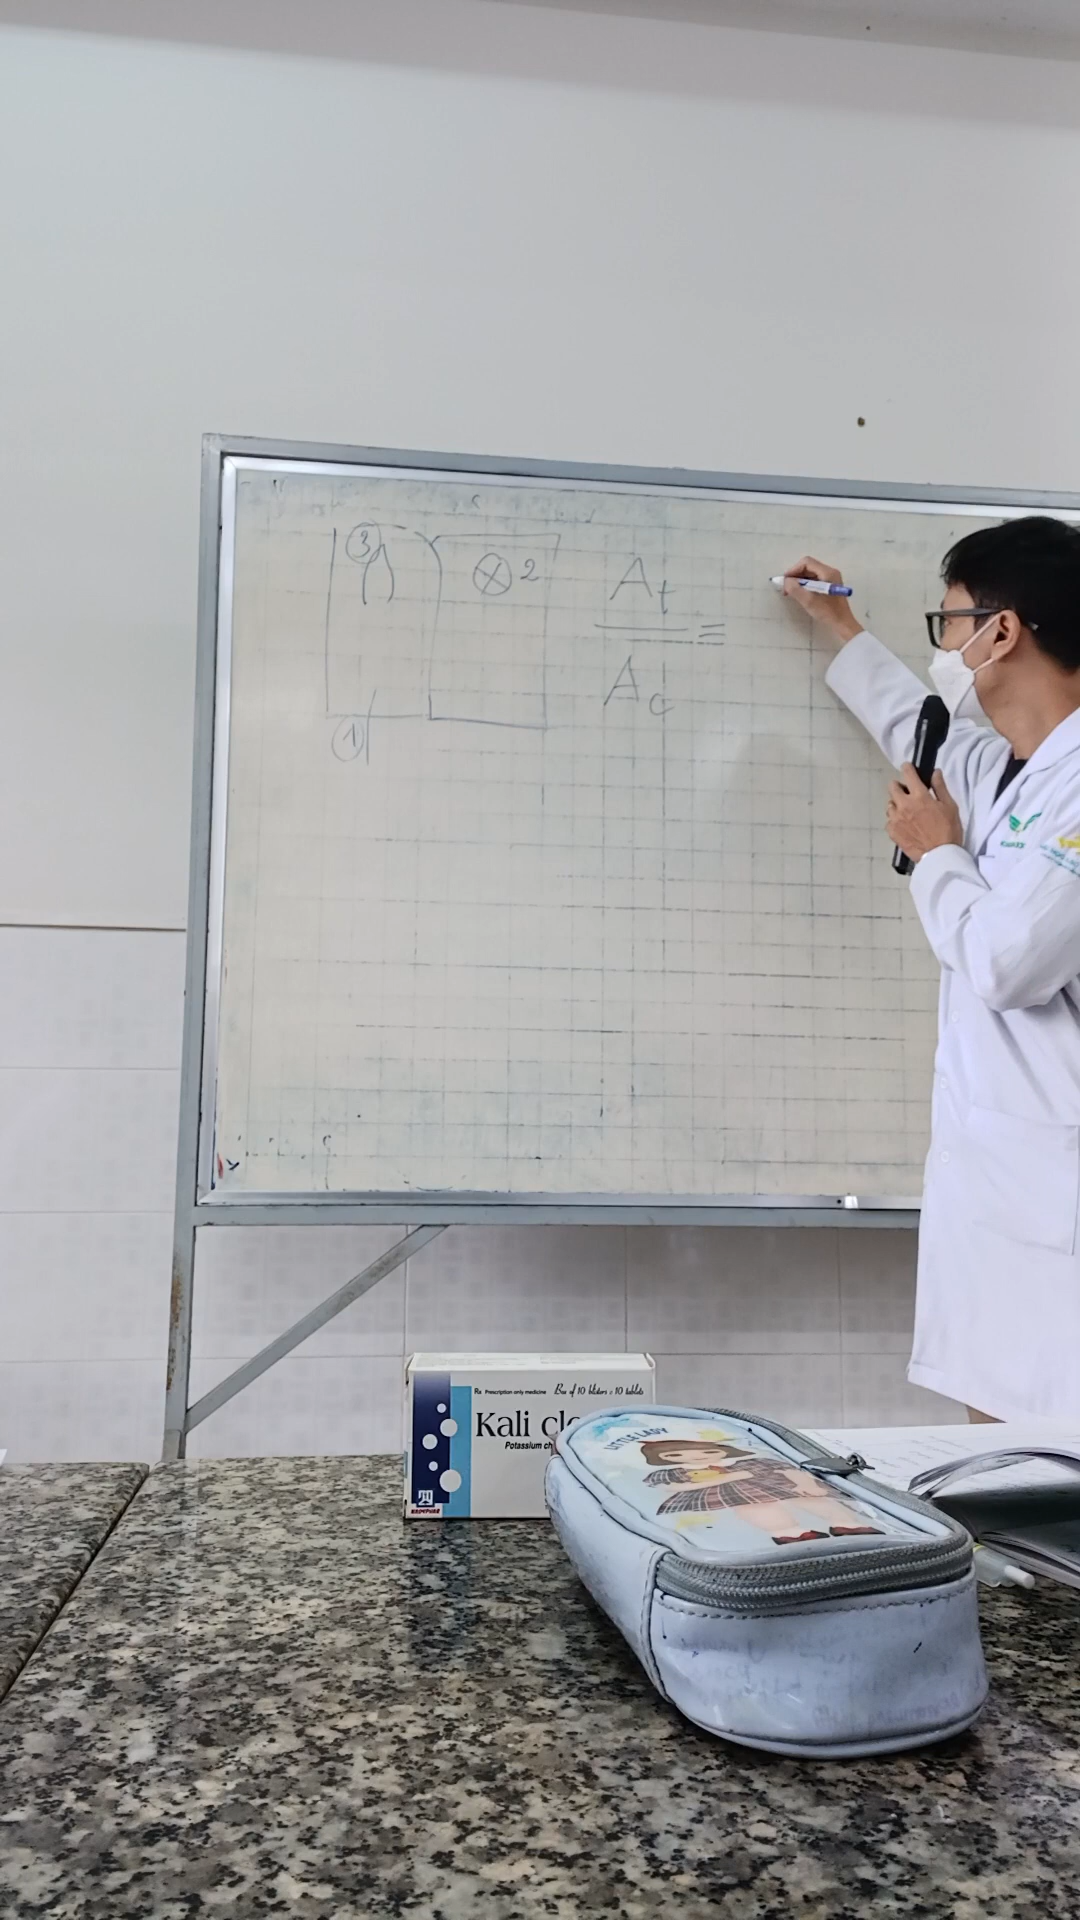 3
2
At
=
Ac
1
Rx Prescription only medicine Box of 10 blisters x 10 tablets
Kali clo
Potassium ch
LITTLE LADY